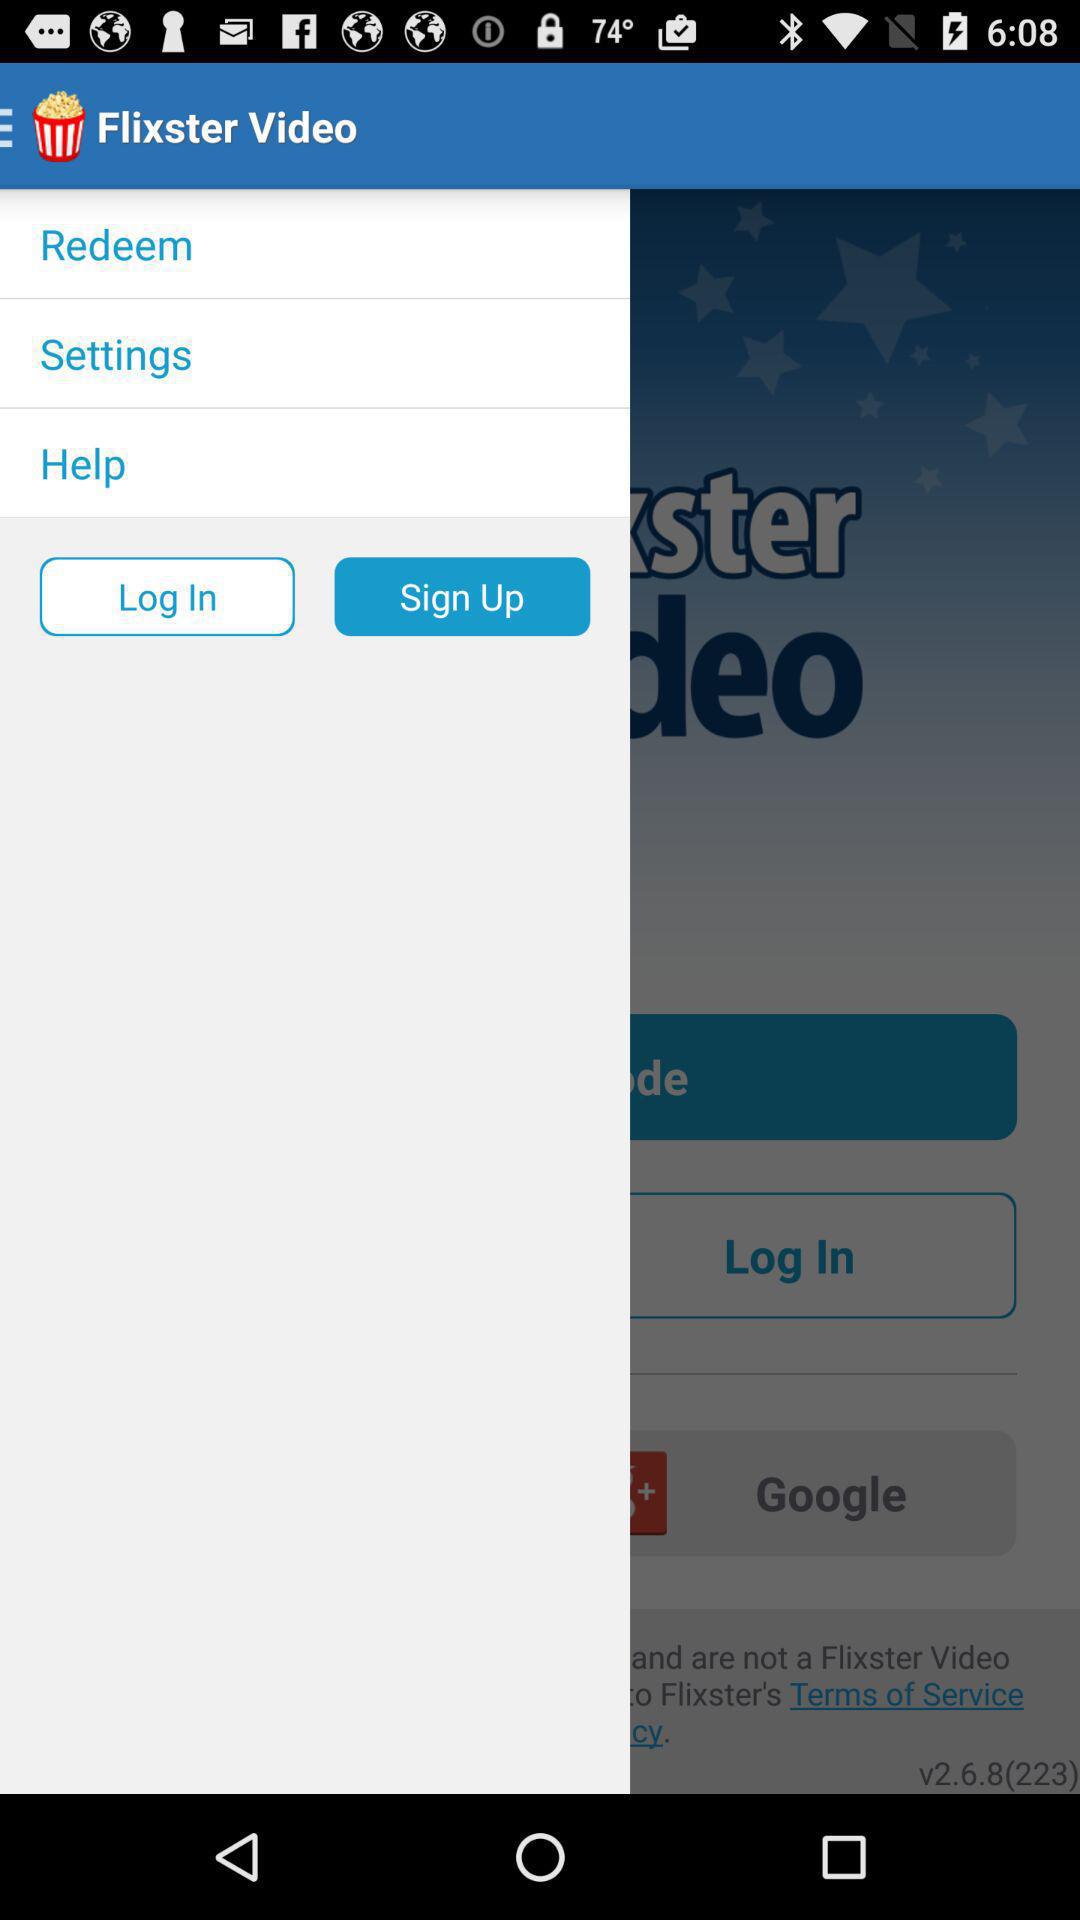 74° 6:08
Flixster Video
Redeem
Settings
Help
Log In Sign Up
xster
deo
ode
Log In
g+ Google
and are not a Flixster Video
to Flixster's Terms of Service
cy.
v2.6.8(223)